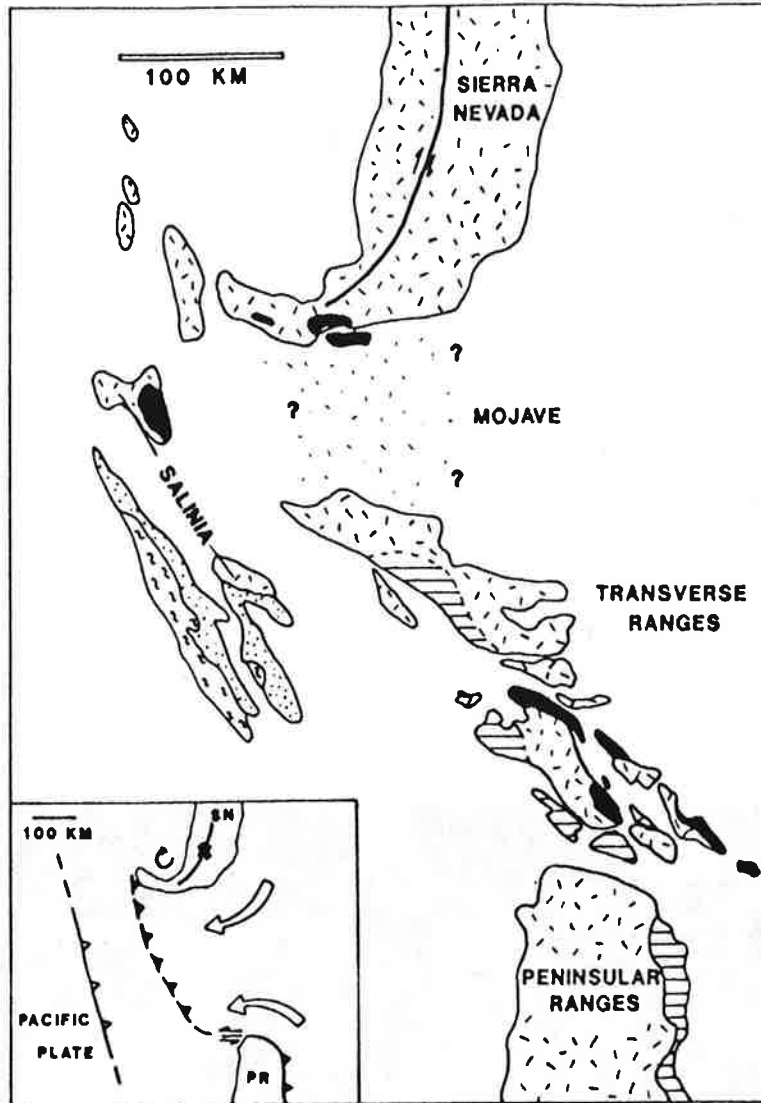 100 KM
SIERRA
NEVADA
?
?
MOJAVE
?
SALINIA
TRANSVERSE
RANGES
PENINSULAR
RANGES
100 KM
SN
PACIFIC
PLATE
PR